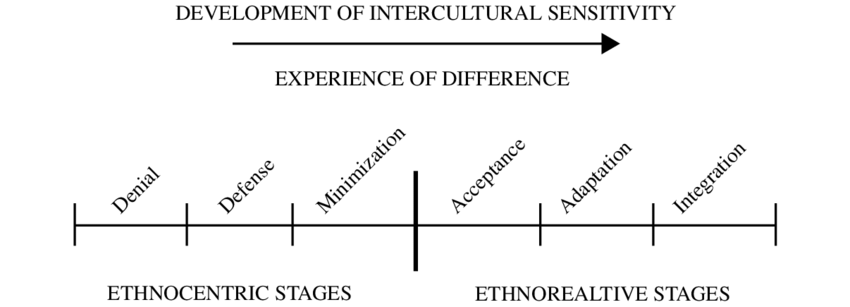 DEVELOPMENT OF INTERCULTURAL SENSITIVITY
EXPERIENCE OF DIFFERENCE
Denial
Defense
Minimization
Acceptance
Adaptation
Integration
ETHNOCENTRIC STAGES
ETHNOREALTIVE STAGES